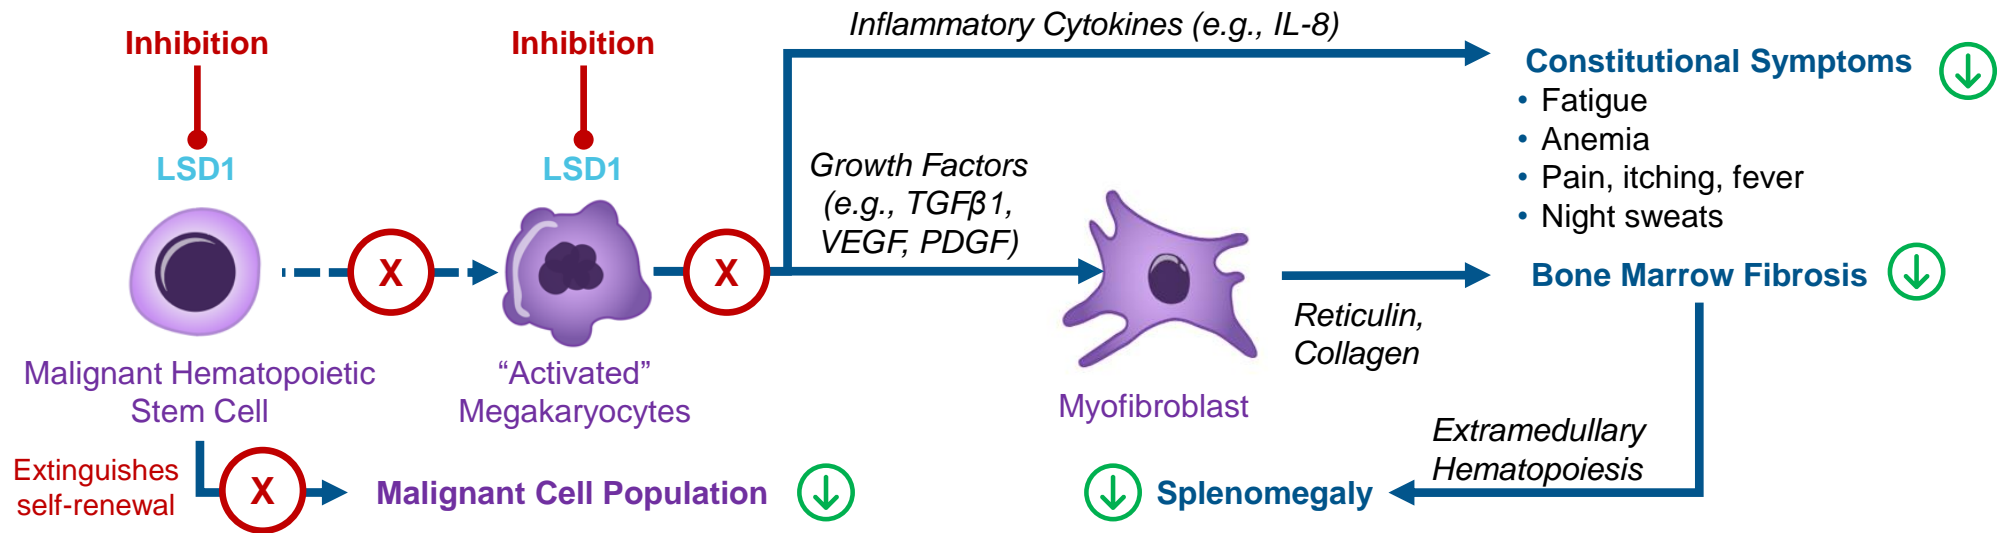 Inhibition
LSD1
Malignant Hematopoietic
Stem Cell
X
Inhibition
LSD1
“Activated”
Megakaryocytes
X
Inflammatory Cytokines (e.g., IL-8)
Growth Factors
(e.g., TGFβ1,
VEGF, PDGF)
Myofibroblast
Reticulin,
Collagen
Constitutional Symptoms
• Fatigue
• Anemia
• Pain, itching, fever
• Night sweats
Bone Marrow Fibrosis
Extramedullary
Hematopoiesis
Splenomegaly
Extinguishes
self-renewal
X
Malignant Cell Population